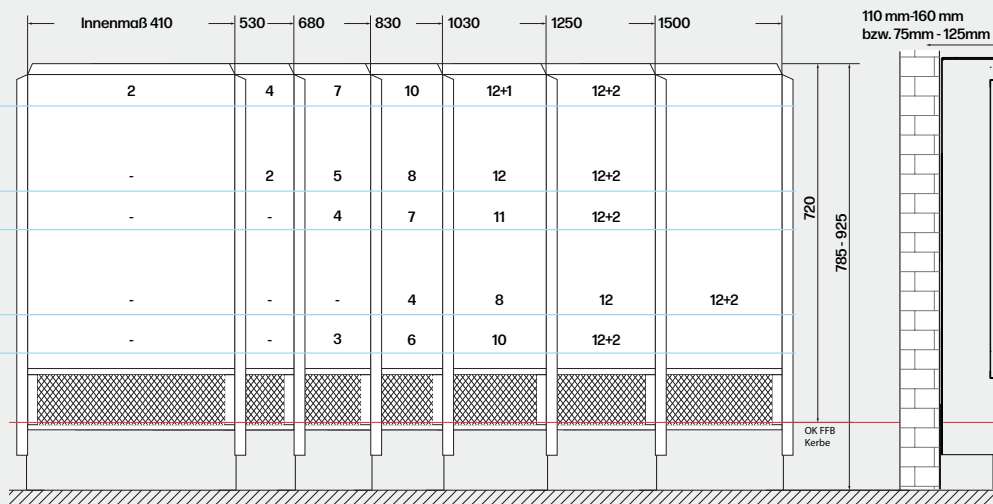 Innenmaß 410 530 680 830 1030 1250 1500
110 mm-160 mm
bzw. 75mm - 125mm
2 4 7 10 12+1 12+2
- 2 5 8 12 12+2
- - 4 7 11 12+2
- - - 4 8 12 12+2
- - 3 6 10 12+2
720
785 - 925
OK FFB
Kerbe